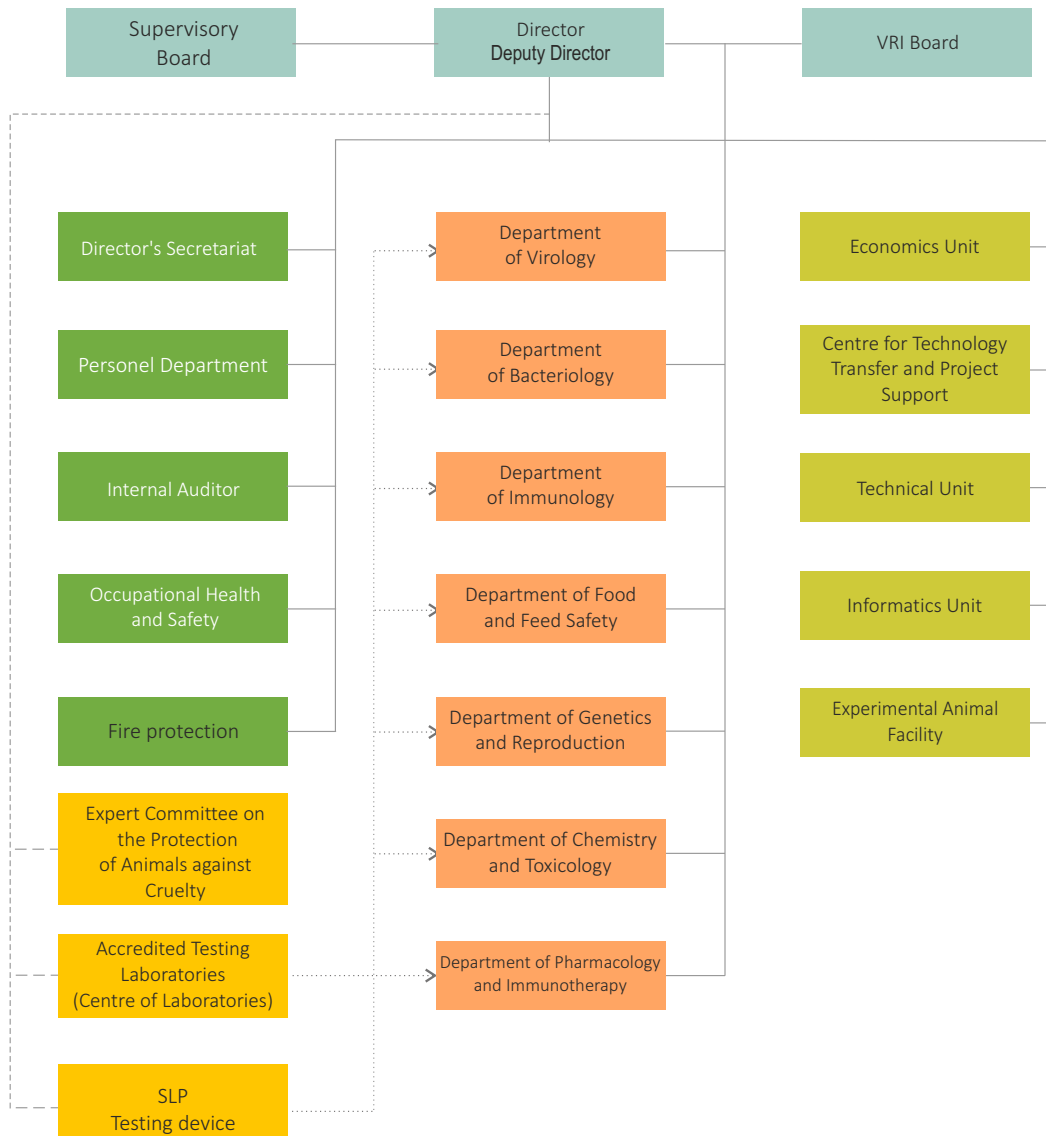 Supervisory
Board
Director
Deputy Director
VRI Board
Director's Secretariat
Personel Department
Internal Auditor
Occupational Health
and Safety
Fire protection
Expert Committee on
the Protection
of Animals against
Cruelty
Accredited Testing
Laboratories
(Centre of Laboratories)
SLP
Testing device
Department
of Virology
Department
of Bacteriology
Department
of Immunology
Department of Food
and Feed Safety
Department of Genetics
and Reproduction
Department of Chemistry
and Toxicology
Department of Pharmacology
and Immunotherapy
Economics Unit
Centre for Technology
Transfer and Project
Support
Technical Unit
Informatics Unit
Experimental Animal
Facility